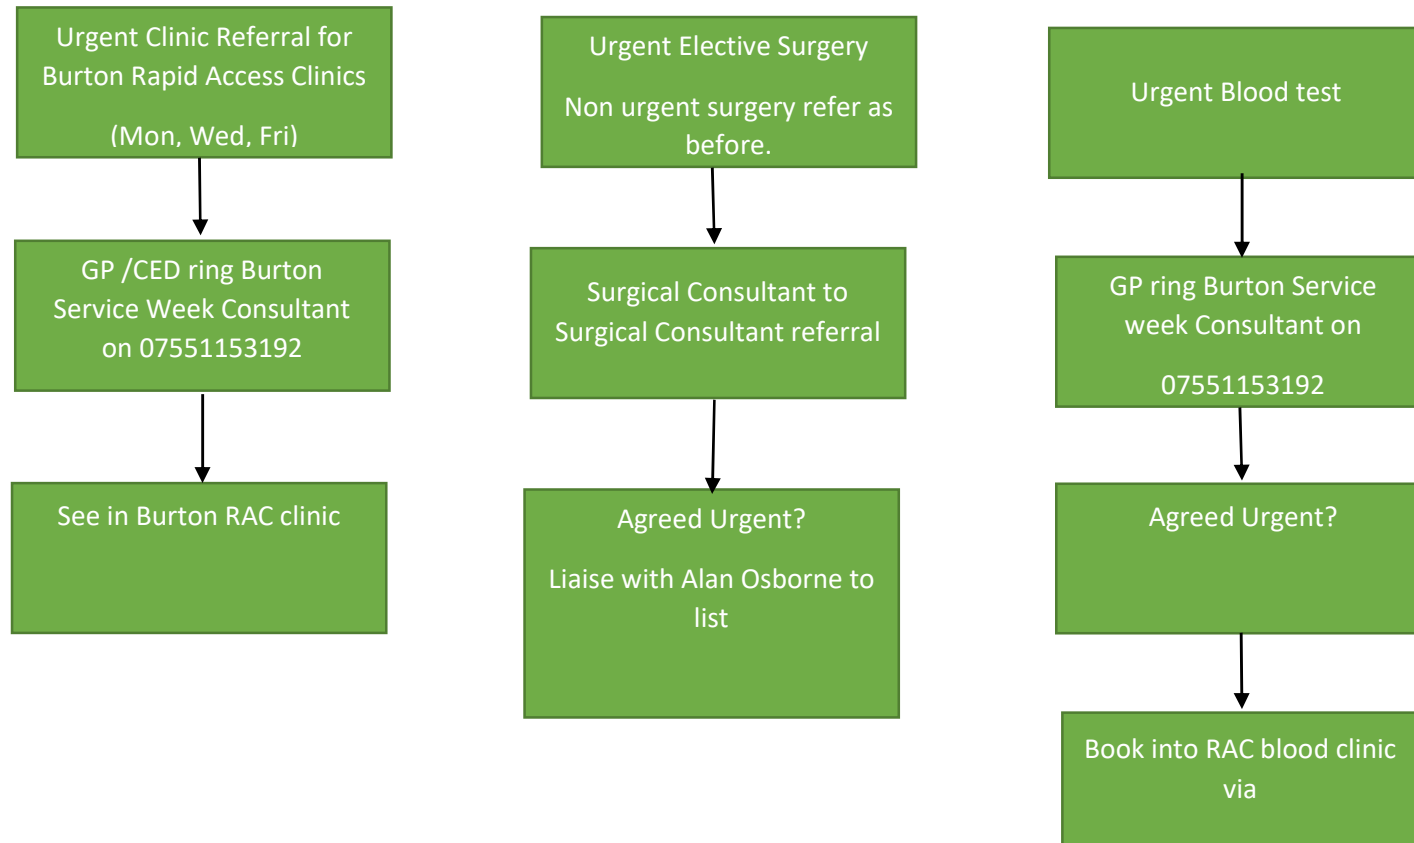 Urgent Clinic Referral for
Burton Rapid Access Clinics
(Mon, Wed, Fri)
GP /CED ring Burton
Service Week Consultant
on 07551153192
See in Burton RAC clinic
Urgent Elective Surgery
Non urgent surgery refer as
before.
Surgical Consultant to
Surgical Consultant referral
Agreed Urgent?
Liaise with Alan Osborne to
list
Urgent Blood test
GP ring Burton Service
week Consultant on
07551153192
Agreed Urgent?
Book into RAC blood clinic
via